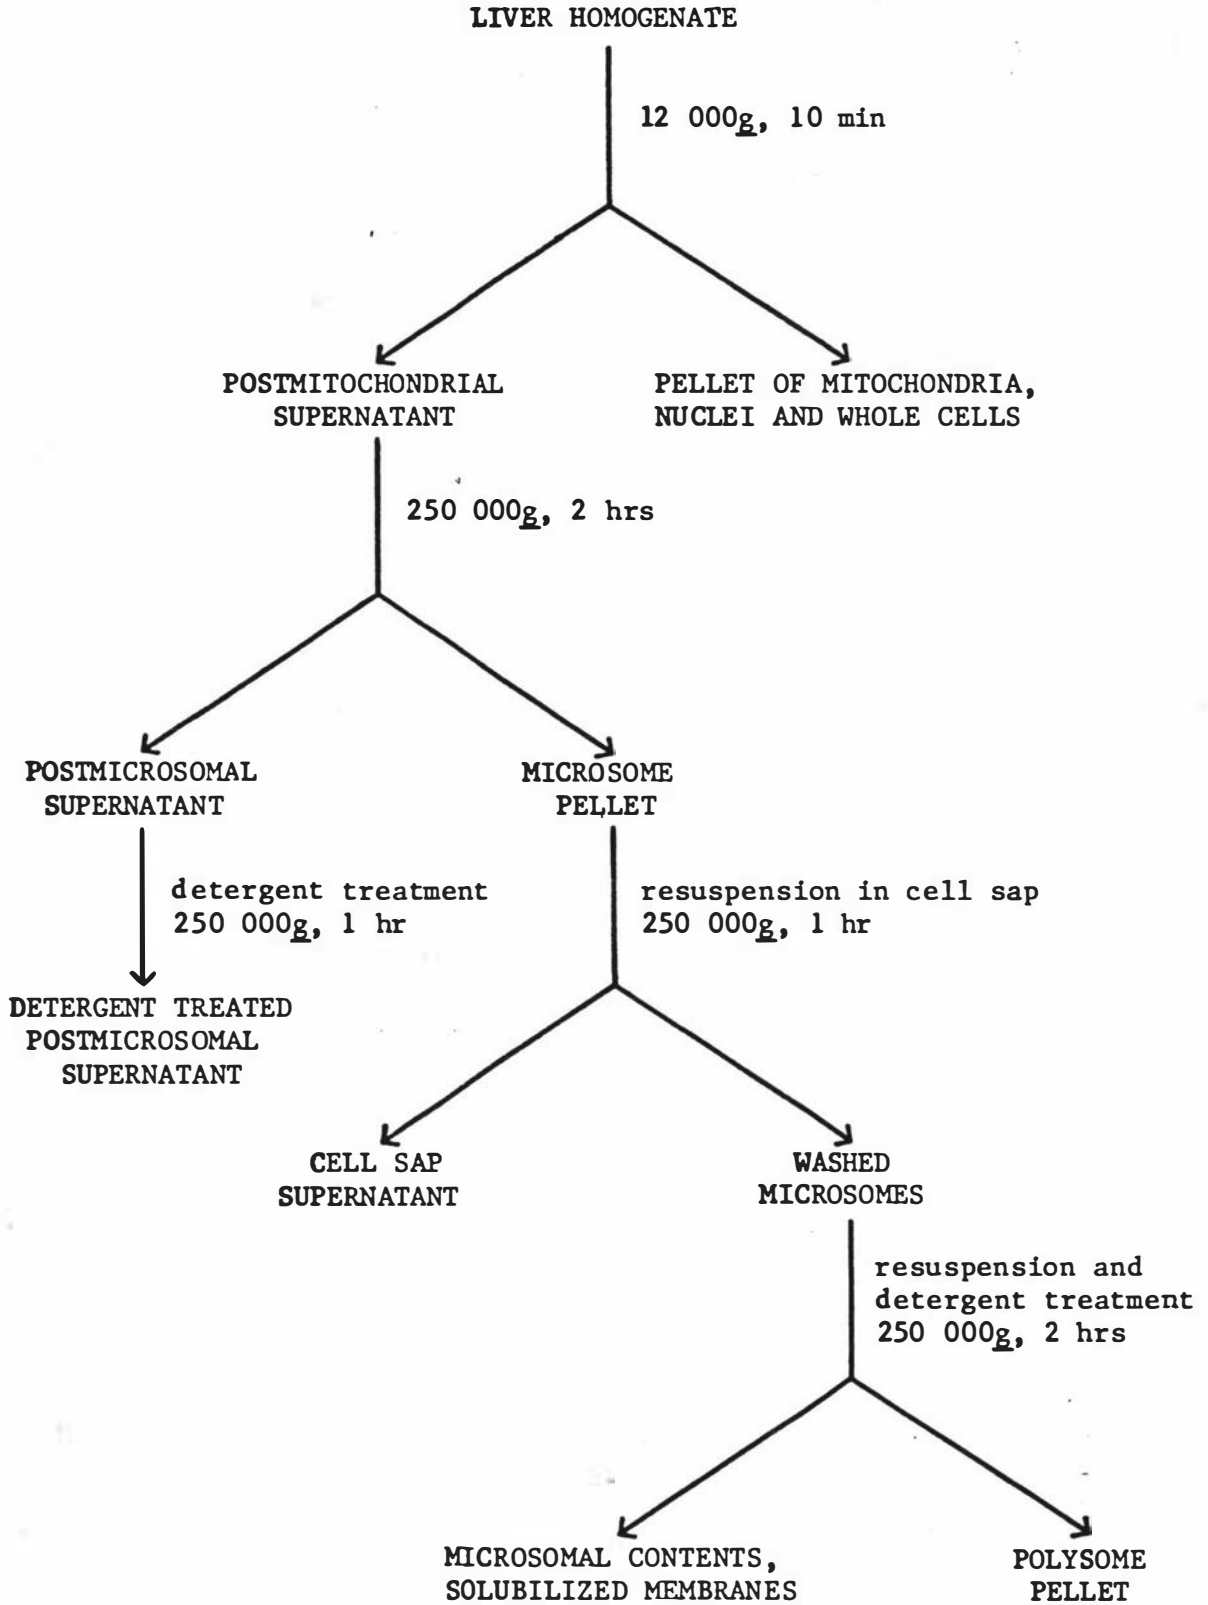 LIVER HOMOGENATE
12 000g, 10 min
POSTMITOCHONDRIAL
SUPERNATANT
PELLET OF MITOCHONDRIA,
NUCLEI AND WHOLE CELLS
250 000g, 2 hrs
POSTMICROSOMAL
SUPERNATANT
MICROSOME
PELLET
detergent treatment
250 000g, 1 hr
resuspension in cell sap
250 000g, 1 hr
DETERGENT TREATED
POSTMICROSOMAL
SUPERNATANT
CELL SAP
SUPERNATANT
WASHED
MICROSOMES
resuspension and
detergent treatment
250 000g, 2 hrs
MICROSOMAL CONTENTS,
SOLUBILIZED MEMBRANES
POLYSOME
PELLET